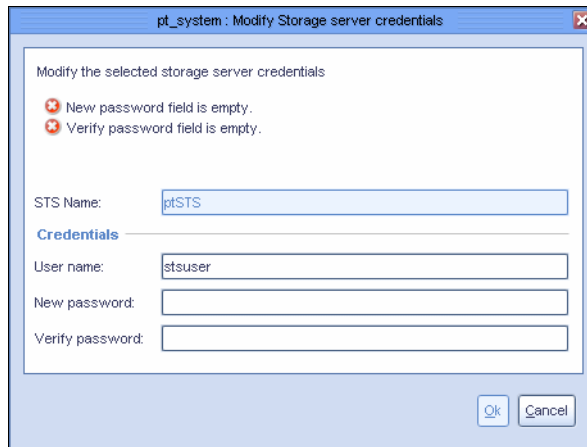 pt_system : Modify Storage server credentials
Modify the selected storage server credentials
New password field is empty.
Verify password field is empty.
STS Name: ptSTS
Credentials
User name: stsuser
New password:
Verify password:
Ok Cancel